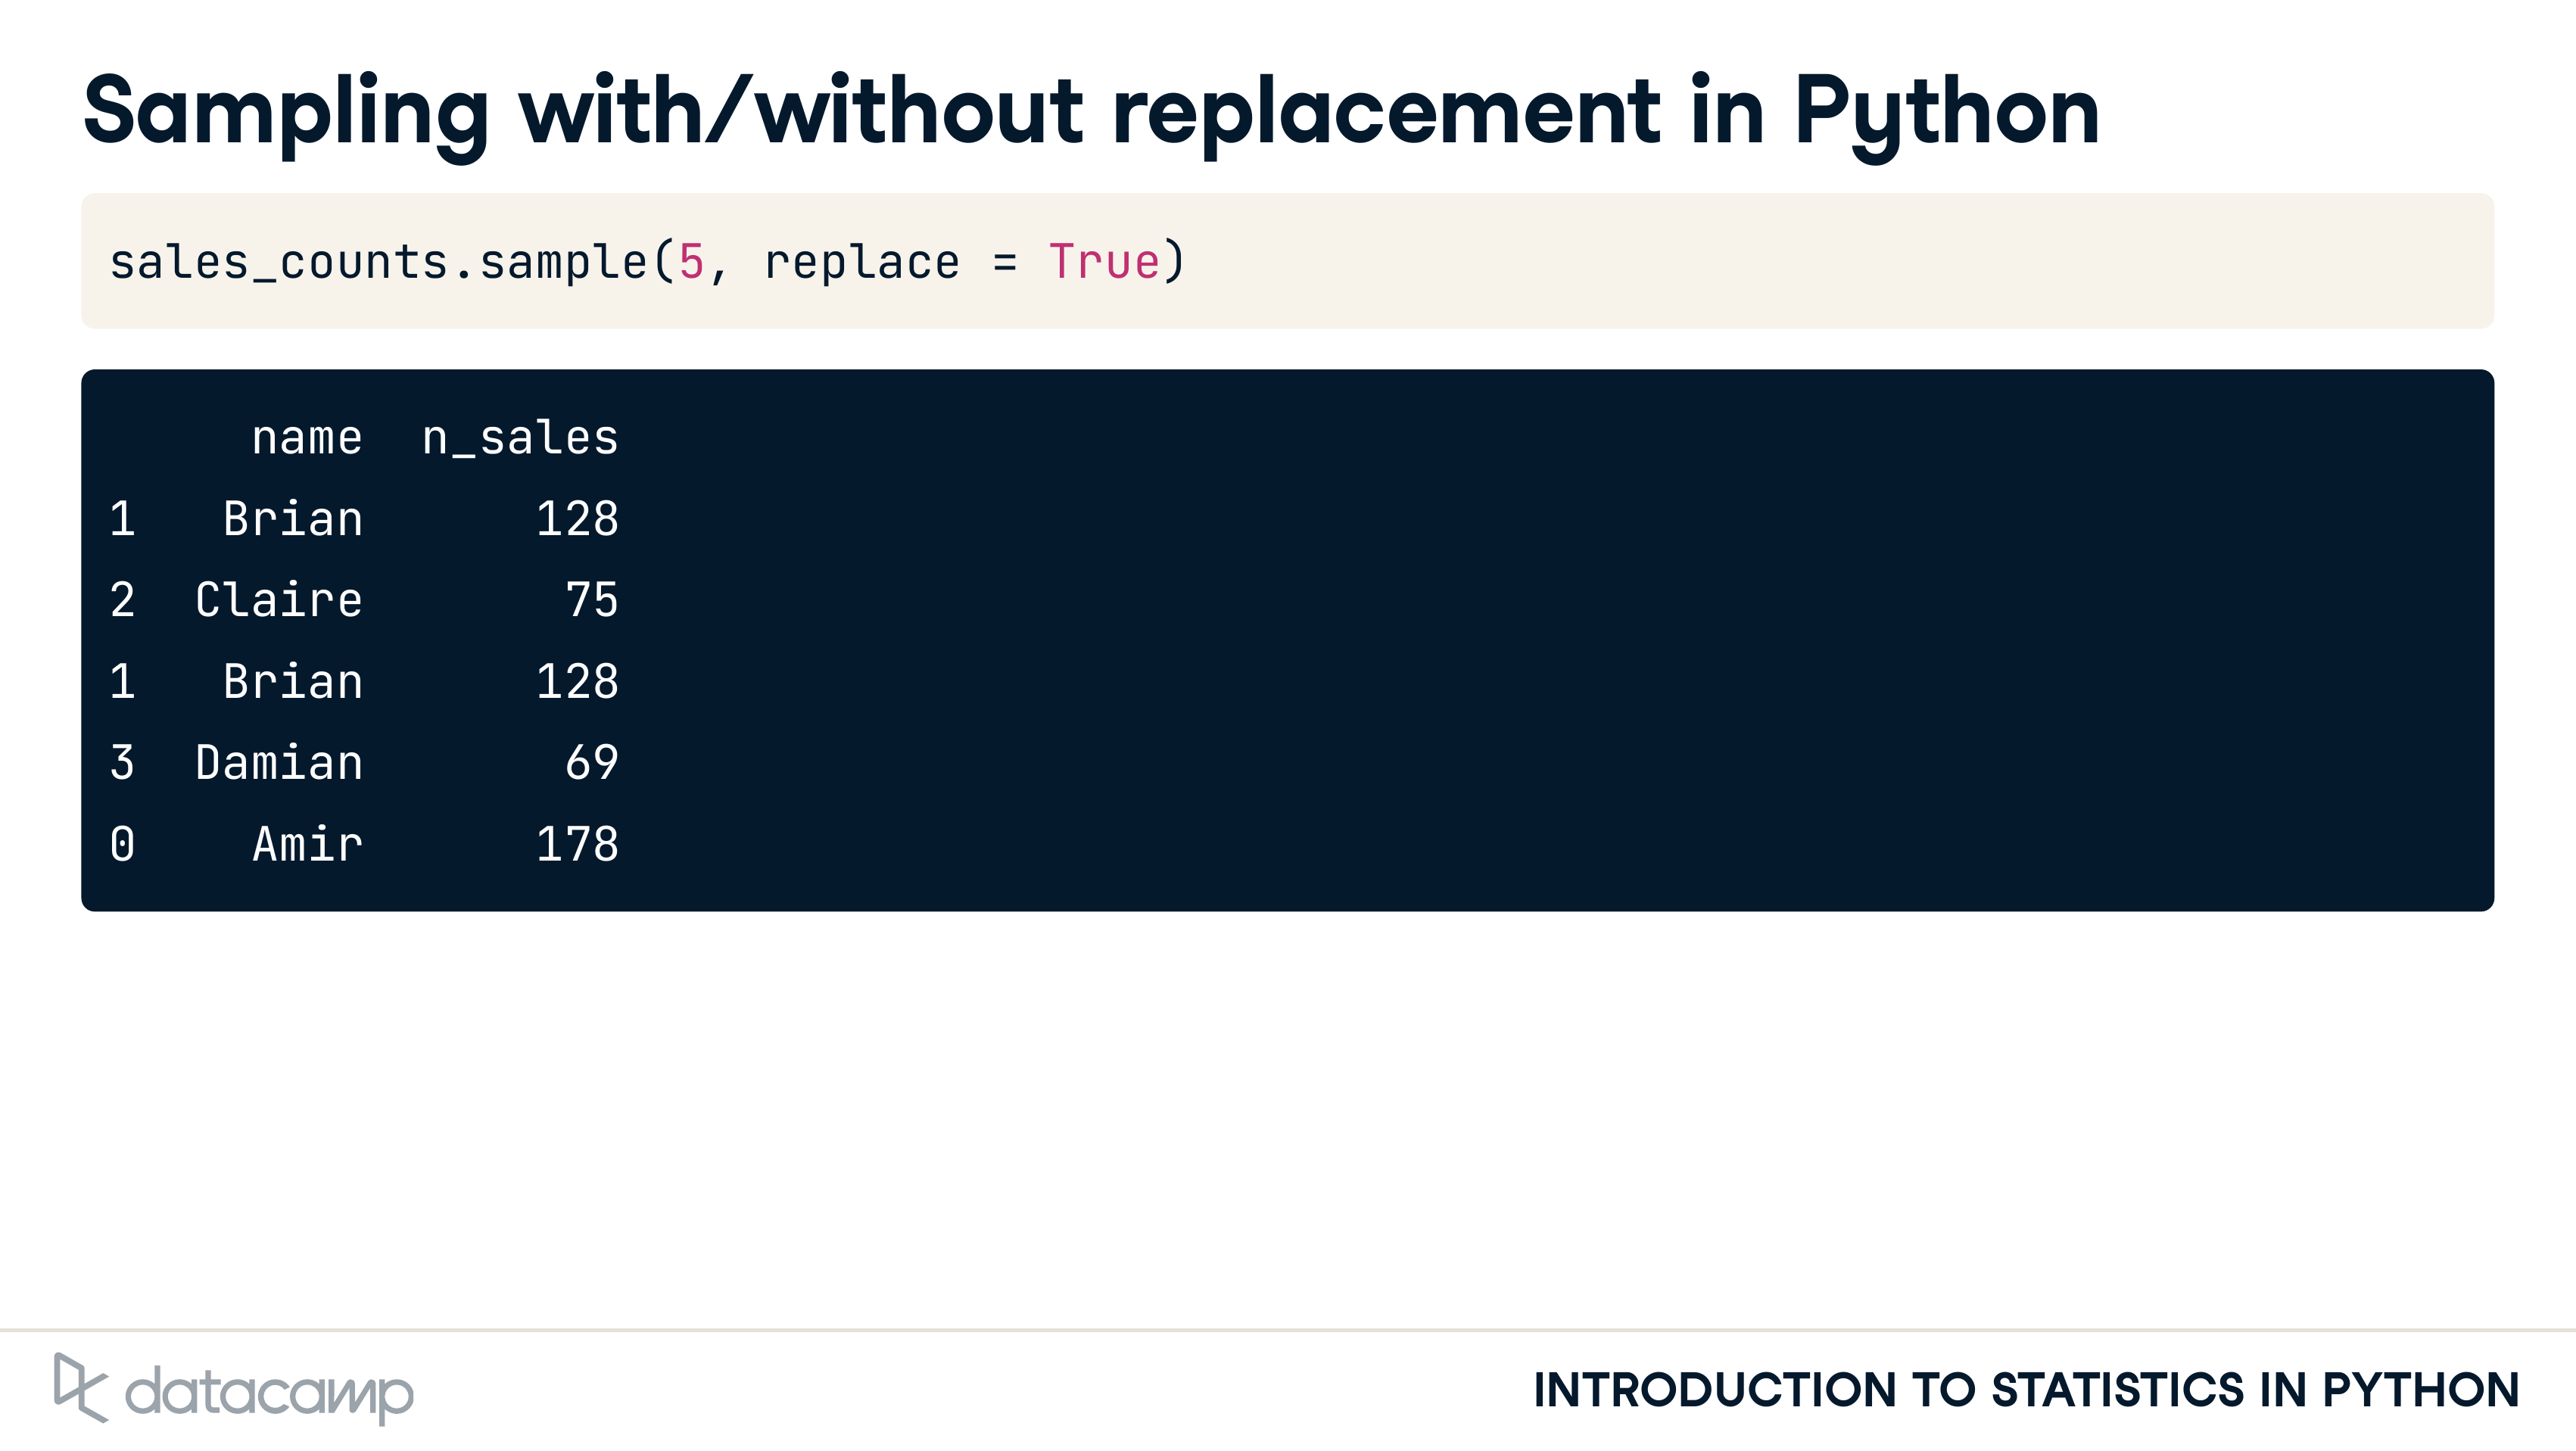 Sampling with/without replacement in Python
sales_counts.sample(5, replace = True)
name n_sales
1 Brian 128
2 Claire 75
1 Brian 128
3 Damian 69
0 Amir 178
datacamp
INTRODUCTION TO STATISTICS IN PYTHON